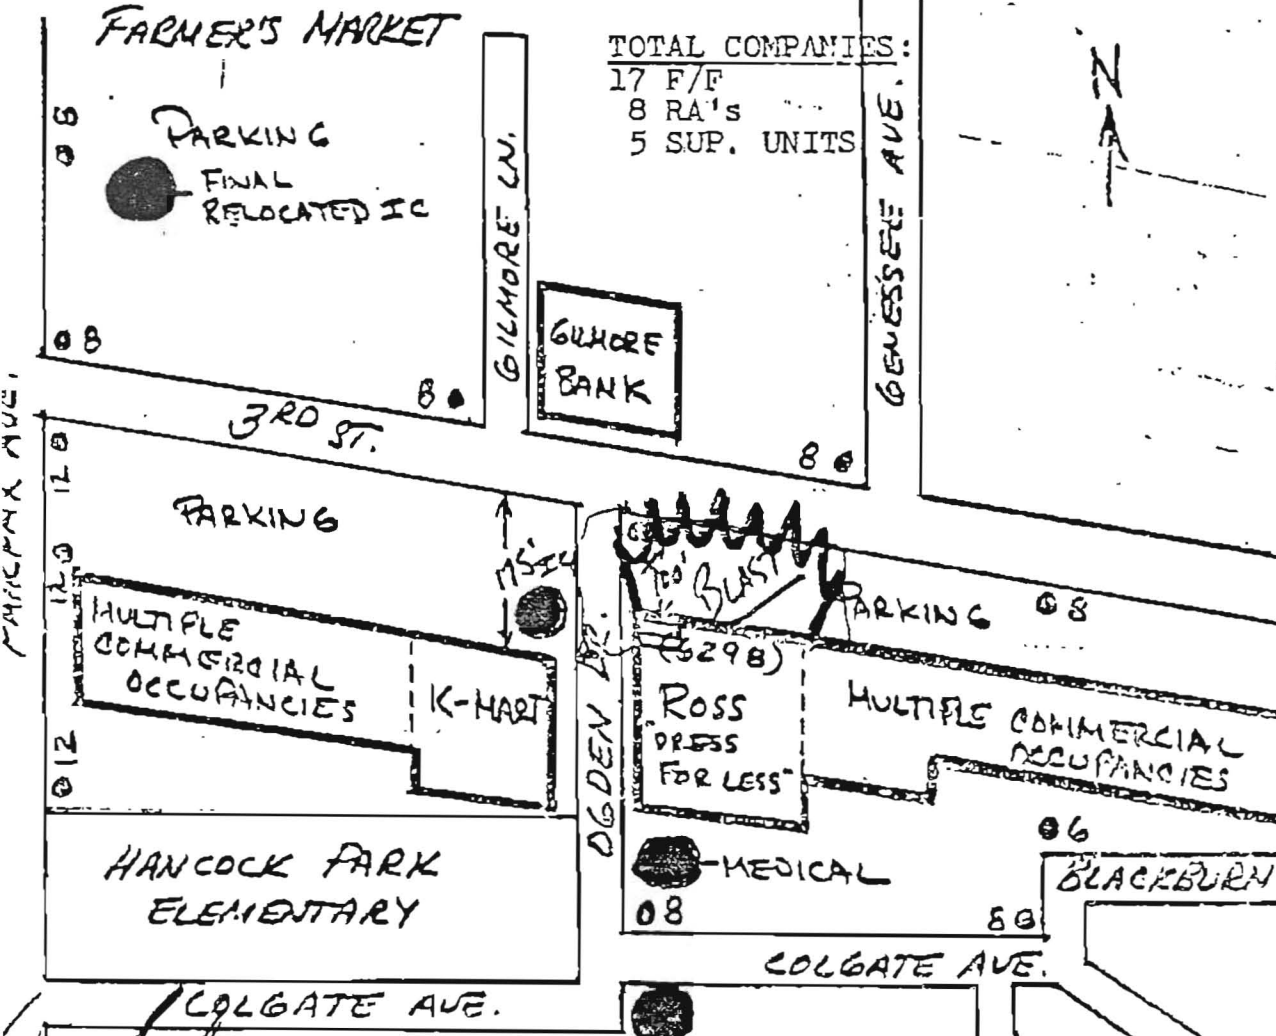 FARMER'S MARKET
TOTAL COMPANIES:
17 F/F
8 RA's
5 SUP. UNITS
N
PARKING
FINAL
RELOCATED IC
8
8
GILMORE LN.
GENESSEE AVE.
GILMORE
BANK
8
8
8
3RD ST.
12
PARKING
175'
BLAST
PARKING
8
12
MULTIPLE
COMMERCIAL
OCCUPANCIES
K-MART
OGDEN DR.
(6298)
ROSS
"DRESS
FOR LESS"
MULTIPLE COMMERCIAL
OCCUPANCIES
12
6
HANCOCK PARK
ELEMENTARY
MEDICAL
BLACKBURN
8
8
COLGATE AVE.
COLGATE AVE.